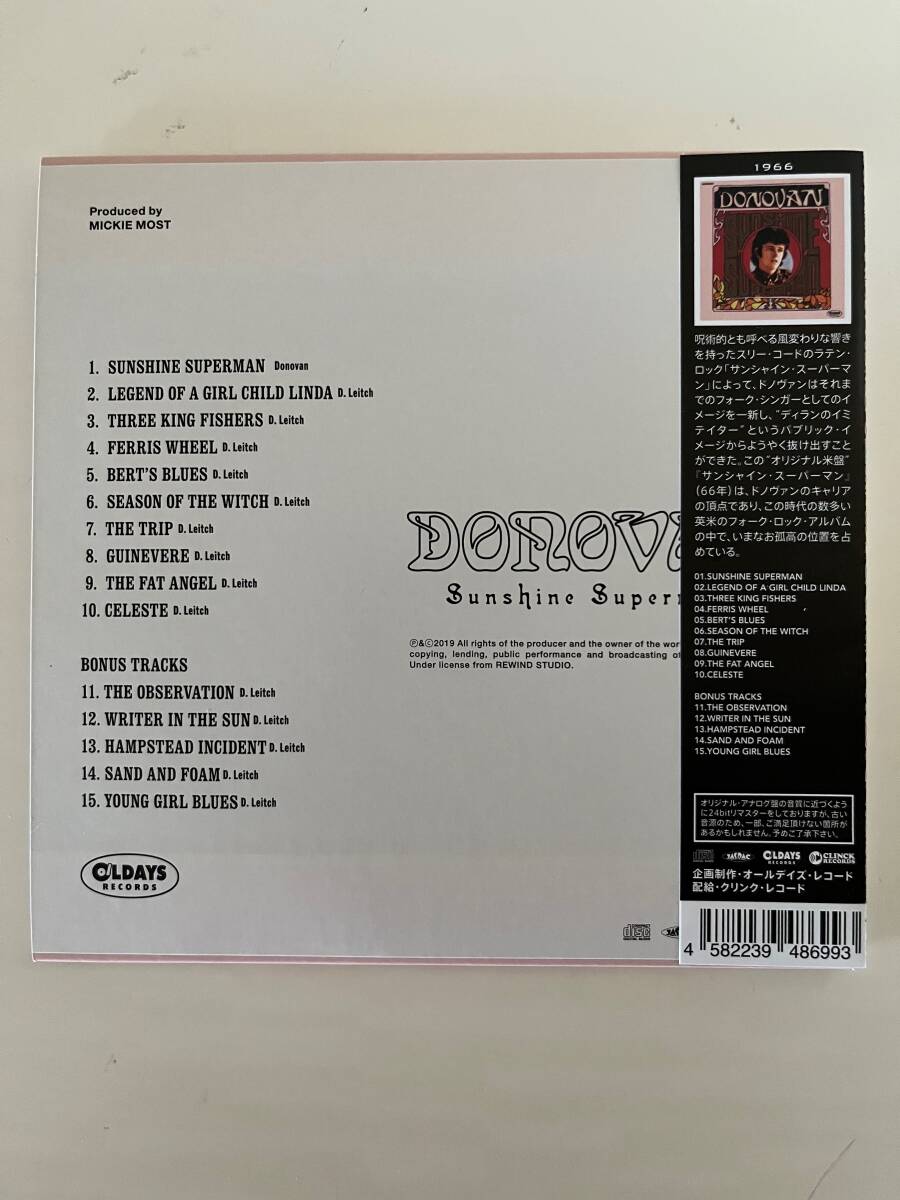 Produced by
MICKIE MOST
1. SUNSHINE SUPERMAN Donovan
2. LEGEND OF A GIRL CHILD LINDA D. Leitch
3. THREE KING FISHERS D. Leitch
4. FERRIS WHEEL D. Leitch
5. BERT'S BLUES D. Leitch
6. SEASON OF THE WITCH D. Leitch
7. THE TRIP D. Leitch
8. GUINEVERE D. Leitch
9. THE FAT ANGEL D. Leitch
10. CELESTE D. Leitch
BONUS TRACKS
11. THE OBSERVATION D. Leitch
12. WRITER IN THE SUN D. Leitch
13. HAMPSTEAD INCIDENT D. Leitch
14. SAND AND FOAM D. Leitch
15. YOUNG GIRL BLUES D. Leitch
OLDAYS
RECORDS
DONOVA
Sunshine Super
Ⓟ&Ⓒ2019 All rights of the producer and the owner of the wor
copying, lending, public performance and broadcasting of
Under license from REWIND STUDIO.
1966
DONOVAN
呪術的とも呼べる風変わりな響き
を持ったスリー・コードのラテン・
ロック「サンシャイン・スーパーマ
ン」によって、ドノヴァンはそれま
でのフォーク・シンガーとしてのイ
メージを一新し、“ディランのイミ
テイター”というパブリック・イ
メージからようやく抜け出すこと
ができた。この“オリジナル米盤”
『サンシャイン・スーパーマン』
(66年)は、ドノヴァンのキャリア
の頂点であり、この時代の数多い
英米のフォーク・ロック・アルバム
の中で、いまなお孤高の位置を占
めている。
01.SUNSHINE SUPERMAN
02.LEGEND OF A GIRL CHILD LINDA
03.THREE KING FISHERS
04.FERRIS WHEEL
05.BERT'S BLUES
06.SEASON OF THE WITCH
07.THE TRIP
08.GUINEVERE
09.THE FAT ANGEL
10.CELESTE
BONUS TRACKS
11.THE OBSERVATION
12.WRITER IN THE SUN
13.HAMPSTEAD INCIDENT
14.SAND AND FOAM
15.YOUNG GIRL BLUES
オリジナル・アナログ盤の音質に近づくよう
に24bitリマスターをしておりますが、古い
音源のため、一部、ご満足頂けない箇所が
あるかもしれません。予めご了承下さい。
disc JASRAC OLDAYS RECORDS CLINCK RECORDS
企画制作・オールデイズ・レコード
配給・クリンク・レコード
4 582239 486993
disc